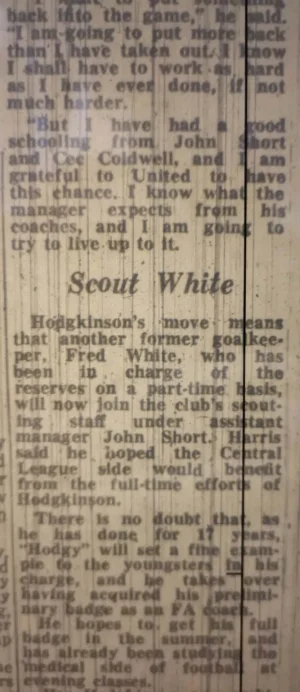 back into the game," he said.
"I am going to put more back
than I have taken out. I know
I shall have to work as hard
as I have ever done, if not
much harder.
"But I have had a good
schooling from John Short
and Cec Coldwell, and I am
grateful to United to have
this chance. I know what the
manager expects from his
coaches, and I am going to
try to live up to it.
Scout White
Hodgkinson's move means
that another former goalkee-
per, Fred White, who has
been in charge of the
reserves on a part-time basis,
will now join the club's scout-
ing staff under assistant
manager John Short. Harris
said he hoped the Central
League side would benefit
from the full-time efforts of
Hodgkinson.
There is no doubt that, as
he has done for 17 years,
"Hodgy" will set a fine exam-
ple to the youngsters in his
charge, and he takes over
having acquired his prelimi-
nary badge as an FA coach.
He hopes to get his full
badge in the summer, and
has already been studying the
medical side of football at
evening classes.